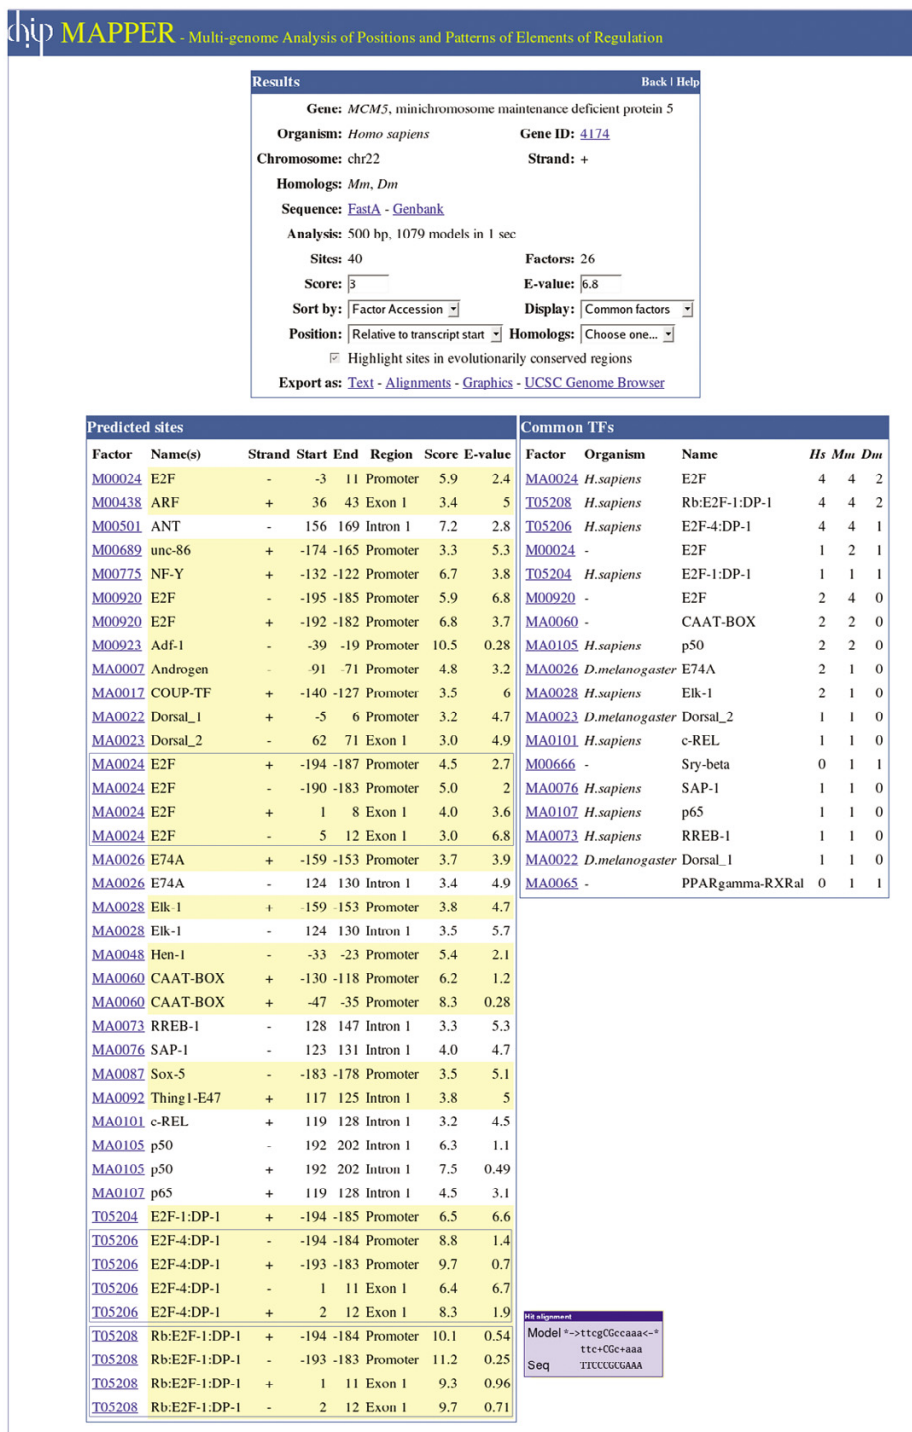 chip MAPPER - Multi-genome Analysis of Positions and Patterns of Elements of Regulation
Results Back | Help
Gene: MCM5, minichromosome maintenance deficient protein 5
Organism: Homo sapiens Gene ID: 4174
Chromosome: chr22 Strand: +
Homologs: Mm, Dm
Sequence: FastA - Genbank
Analysis: 500 bp, 1079 models in 1 sec
Sites: 40 Factors: 26
Score: 3 E-value: 6.8
Sort by: Factor Accession Display: Common factors
Position: Relative to transcript start Homologs: Choose one...
Highlight sites in evolutionarily conserved regions
Export as: Text - Alignments - Graphics - UCSC Genome Browser
Predicted sites
Factor Name(s) Strand Start End Region Score E-value
M00024 E2F - -3 11 Promoter 5.9 2.4
M00438 ARF + 36 43 Exon 1 3.4 5
M00501 ANT - 156 169 Intron 1 7.2 2.8
M00689 unc-86 + -174 -165 Promoter 3.3 5.3
M00775 NF-Y + -132 -122 Promoter 6.7 3.8
M00920 E2F - -195 -185 Promoter 5.9 6.8
M00920 E2F + -192 -182 Promoter 6.8 3.7
M00923 Adf-1 - -39 -19 Promoter 10.5 0.28
MA0007 Androgen - -91 -71 Promoter 4.8 3.2
MA0017 COUP-TF + -140 -127 Promoter 3.5 6
MA0022 Dorsal_1 + -5 6 Promoter 3.2 4.7
MA0023 Dorsal_2 - 62 71 Exon 1 3.0 4.9
MA0024 E2F + -194 -187 Promoter 4.5 2.7
MA0024 E2F - -190 -183 Promoter 5.0 2
MA0024 E2F + 1 8 Exon 1 4.0 3.6
MA0024 E2F - 5 12 Exon 1 3.0 6.8
MA0026 E74A + -159 -153 Promoter 3.7 3.9
MA0026 E74A - 124 130 Intron 1 3.4 4.9
MA0028 Elk-1 + -159 -153 Promoter 3.8 4.7
MA0028 Elk-1 - 124 130 Intron 1 3.5 5.7
MA0048 Hen-1 - -33 -23 Promoter 5.4 2.1
MA0060 CAAT-BOX + -130 -118 Promoter 6.2 1.2
MA0060 CAAT-BOX + -47 -35 Promoter 8.3 0.28
MA0073 RREB-1 - 128 147 Intron 1 3.3 5.3
MA0076 SAP-1 - 123 131 Intron 1 4.0 4.7
MA0087 Sox-5 - -183 -178 Promoter 3.5 5.1
MA0092 Thing1-E47 + 117 125 Intron 1 3.8 5
MA0101 c-REL + 119 128 Intron 1 3.2 4.5
MA0105 p50 - 192 202 Intron 1 6.3 1.1
MA0105 p50 + 192 202 Intron 1 7.5 0.49
MA0107 p65 + 119 128 Intron 1 4.5 3.1
T05204 E2F-1:DP-1 + -194 -185 Promoter 6.5 6.6
T05206 E2F-4:DP-1 - -194 -184 Promoter 8.8 1.4
T05206 E2F-4:DP-1 + -193 -183 Promoter 9.7 0.7
T05206 E2F-4:DP-1 - 1 11 Exon 1 6.4 6.7
T05206 E2F-4:DP-1 + 2 12 Exon 1 8.3 1.9
T05208 Rb:E2F-1:DP-1 + -194 -184 Promoter 10.1 0.54
T05208 Rb:E2F-1:DP-1 - -193 -183 Promoter 11.2 0.25
T05208 Rb:E2F-1:DP-1 + 1 11 Exon 1 9.3 0.96
T05208 Rb:E2F-1:DP-1 - 2 12 Exon 1 9.7 0.71
Common TFs
Factor Organism Name Hs Mm Dm
MA0024 H.sapiens E2F 4 4 2
T05208 H.sapiens Rb:E2F-1:DP-1 4 4 2
T05206 H.sapiens E2F-4:DP-1 4 4 1
M00024 - E2F 1 2 1
T05204 H.sapiens E2F-1:DP-1 1 1 1
M00920 - E2F 2 4 0
MA0060 - CAAT-BOX 2 2 0
MA0105 H.sapiens p50 2 2 0
MA0026 D.melanogaster E74A 2 1 0
MA0028 H.sapiens Elk-1 2 1 0
MA0023 D.melanogaster Dorsal_2 1 1 0
MA0101 H.sapiens c-REL 1 1 0
M00666 - Sry-beta 0 1 1
MA0076 H.sapiens SAP-1 1 1 0
MA0107 H.sapiens p65 1 1 0
MA0073 H.sapiens RREB-1 1 1 0
MA0022 D.melanogaster Dorsal_1 1 1 0
MA0065 - PPARgamma-RXRal 0 1 1
Hit alignment
Model *->ttcgCGccaaa<-*
ttc+CGc+aaa
Seq TTCCCGCGAAA